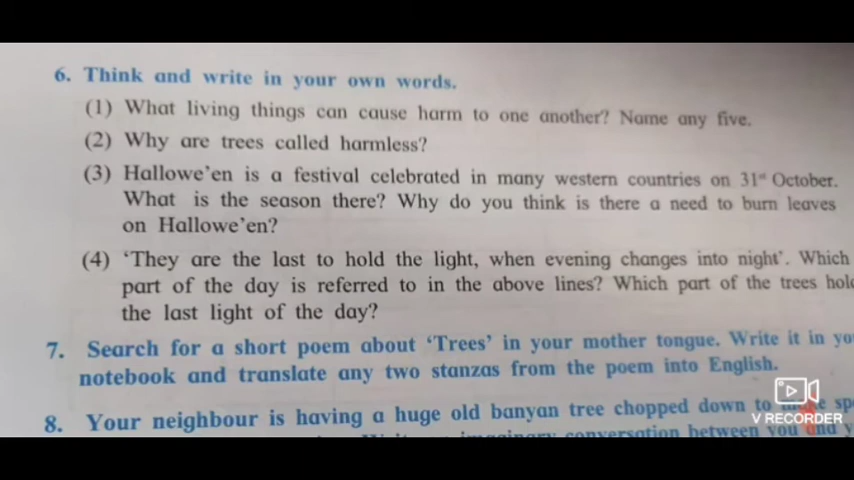 6. Think and write in your own words.
(1) What living things can cause harm to one another? Name any five.
(2) Why are trees called harmless?
(3) Hallowe'en is a festival celebrated in many western countries on 31st October.
What is the season there? Why do you think is there a need to burn leaves
on Hallowe'en?
(4) 'They are the last to hold the light, when evening changes into night'. Which
part of the day is referred to in the above lines? Which part of the trees hol
the last light of the day?
7. Search for a short poem about 'Trees' in your mother tongue. Write it in yo
notebook and translate any two stanzas from the poem into English.
8. Your neighbour is having a huge old banyan tree chopped down to
conversation between you and y
V RECORDER